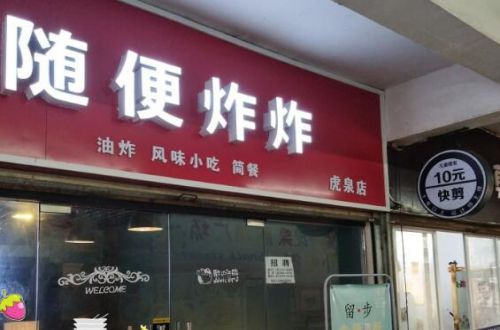 随便炸炸
油炸 风味小吃 简餐
虎泉店
10元
快剪
WELCOME
招聘
留·步